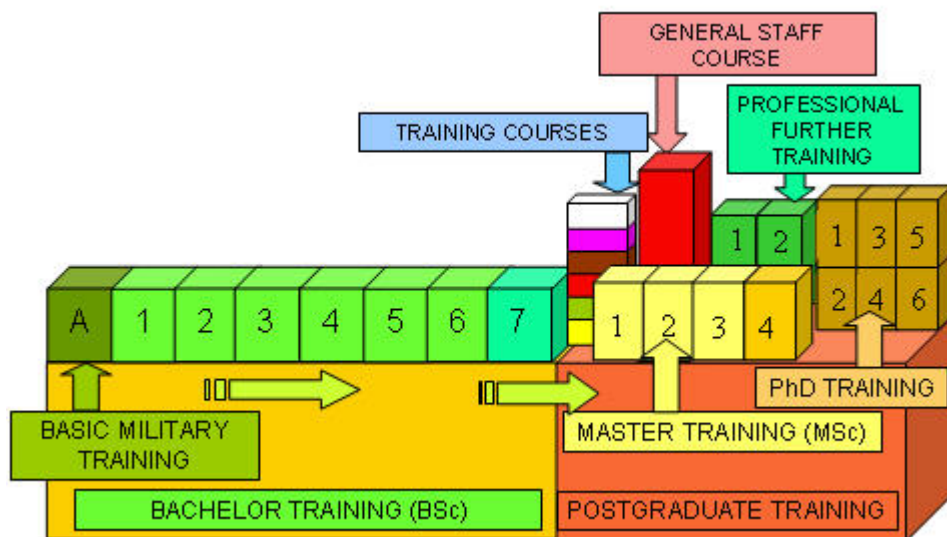 GENERAL STAFF
COURSE
TRAINING COURSES
PROFESSIONAL
FURTHER
TRAINING
1 2
1 3 5
2 4 6
A 1 2 3 4 5 6 7
1 2 3 4
PhD TRAINING
BASIC MILITARY
TRAINING
MASTER TRAINING (MSc)
BACHELOR TRAINING (BSc)
POSTGRADUATE TRAINING